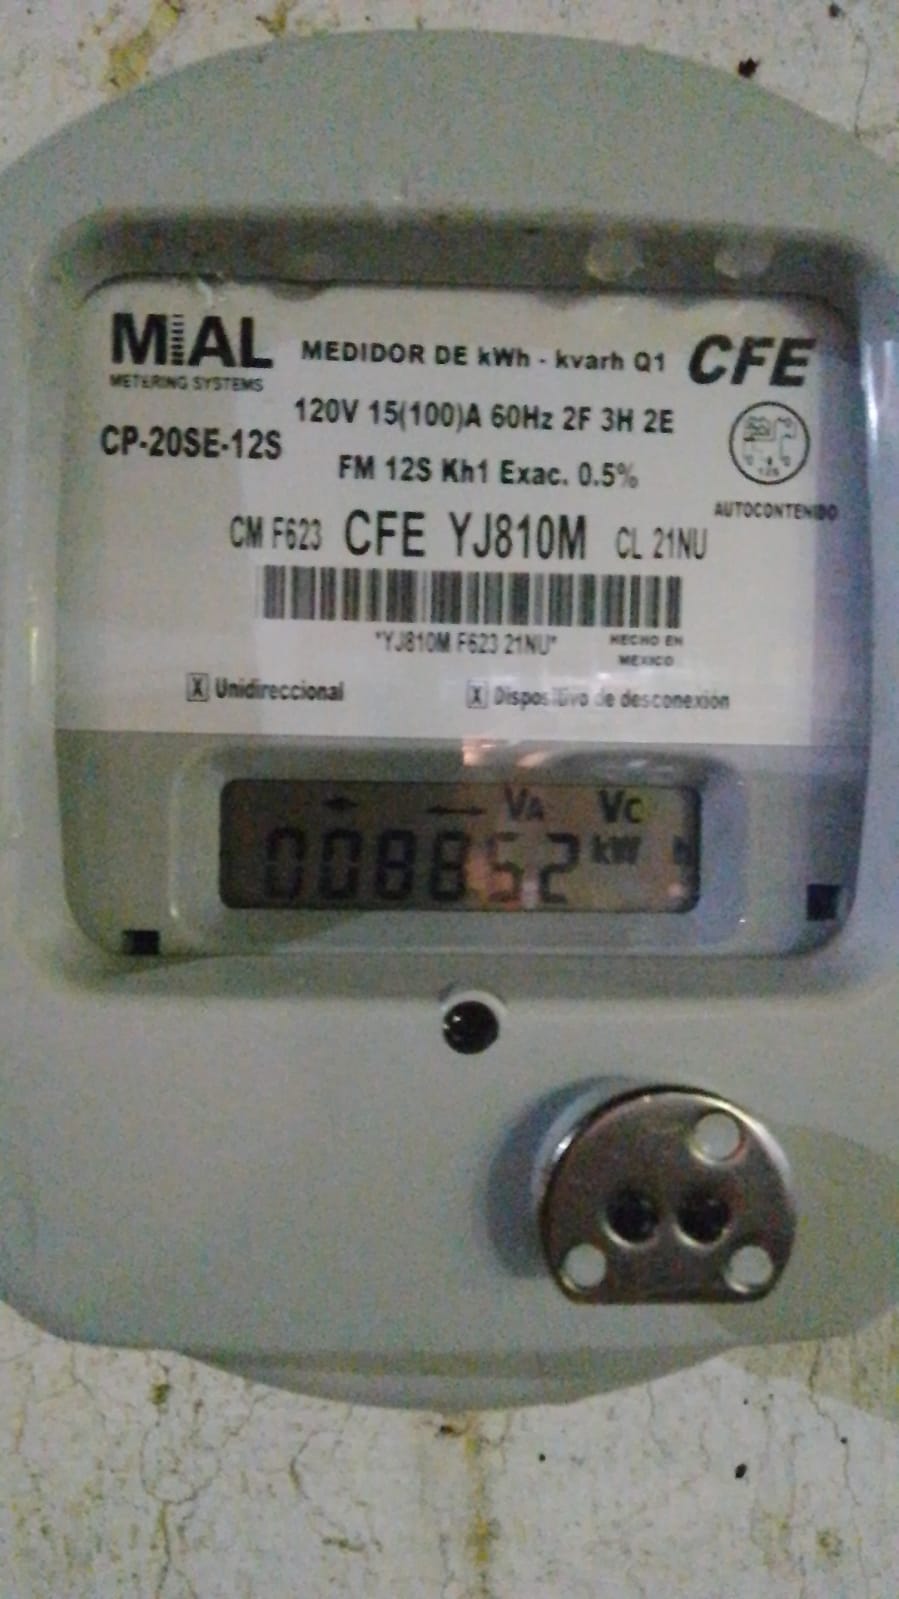 MIAL
METERING SYSTEMS
MEDIDOR DE kWh - kvarh Q1
CFE
120V 15(100)A 60Hz 2F 3H 2E
CP-20SE-12S
FM 12S Kh1 Exac. 0.5%
AUTOCONTENIDO
CM F623 CFE YJ810M CL 21NU
*YJ810M F623 21NU*
HECHO EN
MEXICO
X Unidireccional
X Dispositivo de desconexión
VA VC
008852 kW h